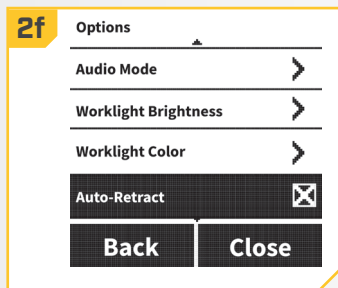 2f
Options
Audio Mode
Worklight Brightness
Worklight Color
Auto-Retract
Back Close